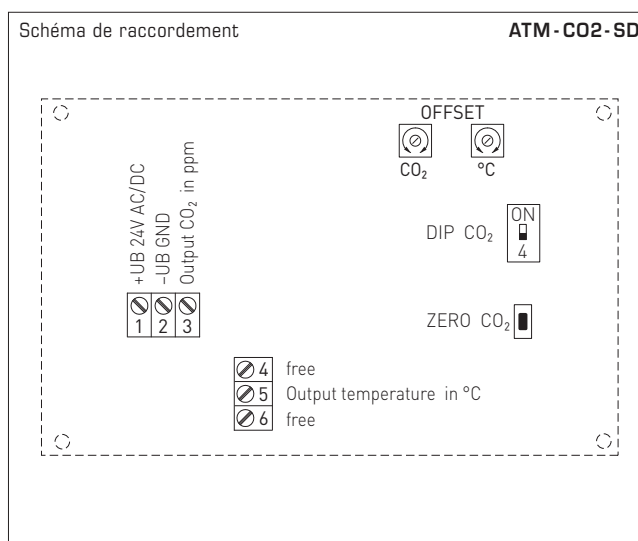 Schéma de raccordement
ATM-CO2-SD
OFFSET
CO₂
°C
+UB 24V AC/DC
-UB GND
Output CO₂ in ppm
1 2 3
ON
DIP CO₂
4
ZERO CO₂
4 free
5 Output temperature in °C
6 free